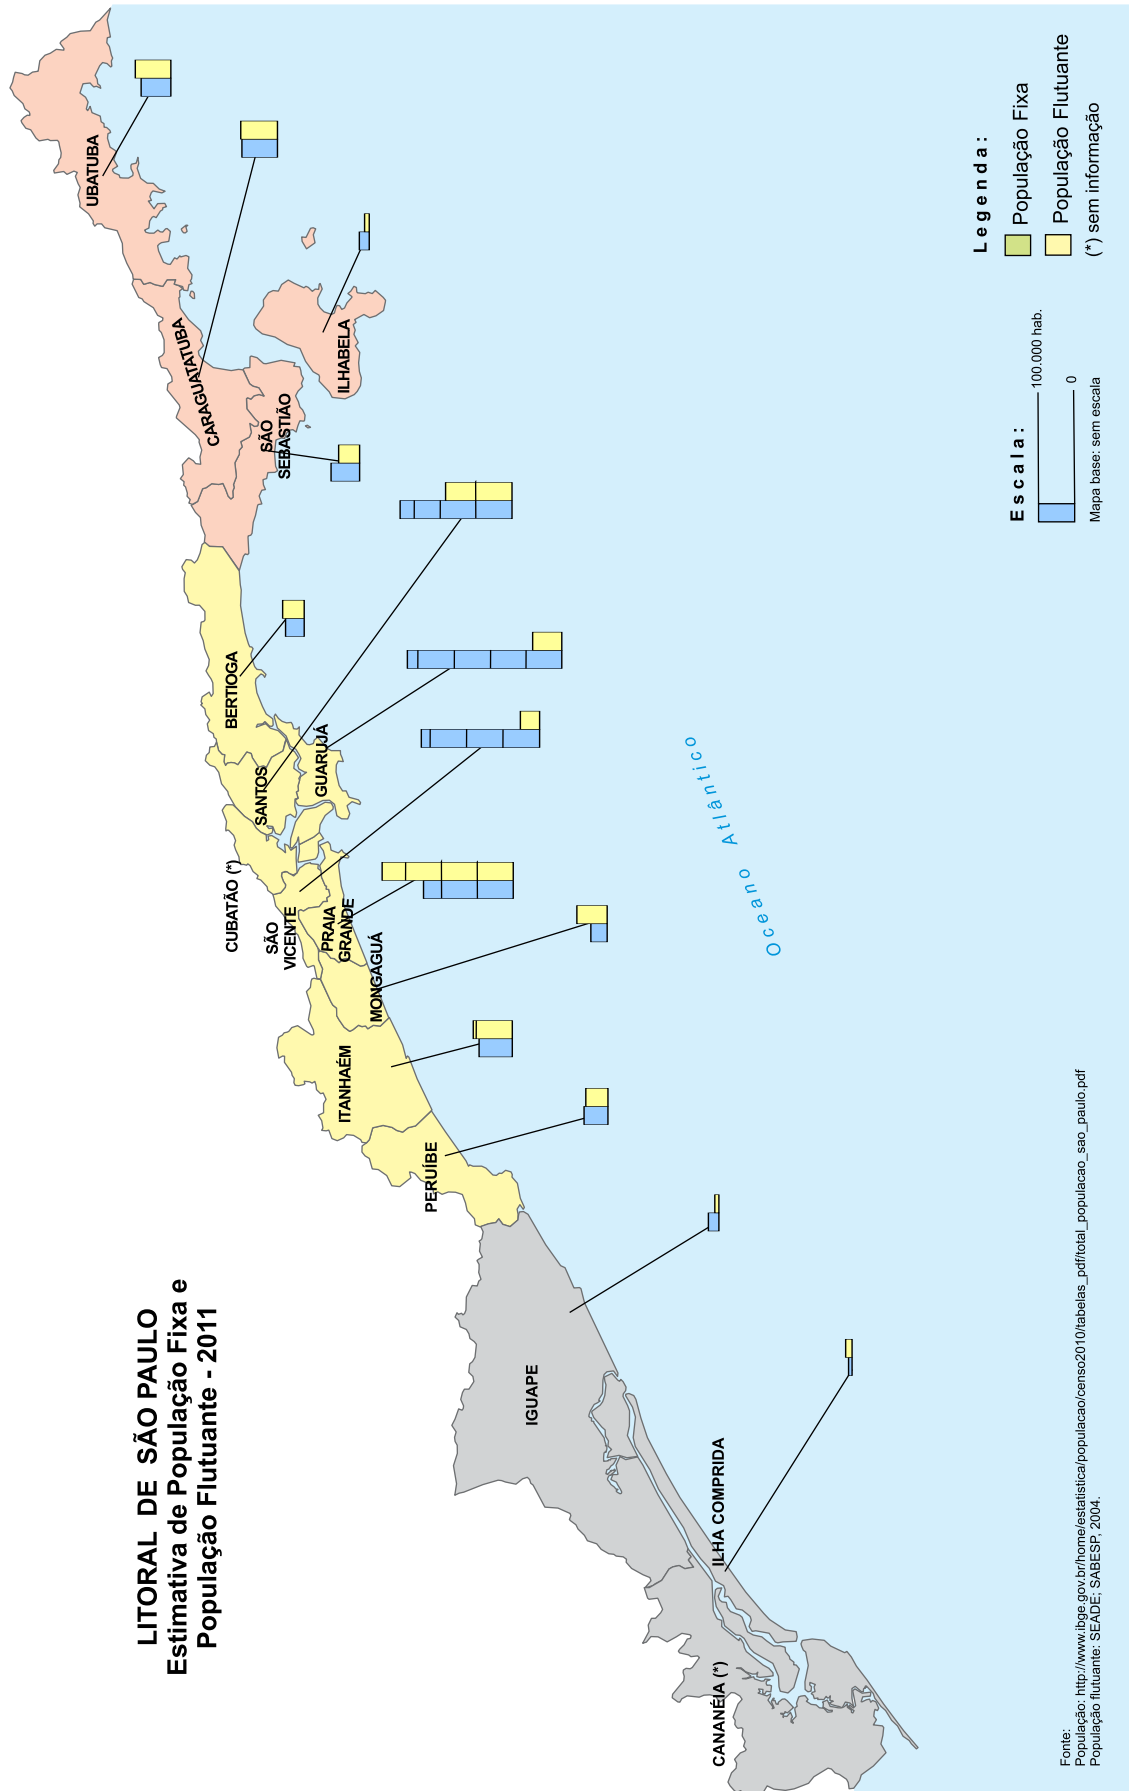 LITORAL DE SÃO PAULO
Estimativa de População Fixa e
População Flutuante - 2011
UBATUBA
CARAGUATATUBA
ILHABELA
SÃO
SEBASTIÃO
BERTIOGA
SANTOS
GUARUJÁ
CUBATÃO (*)
SÃO
VICENTE
PRAIA
GRANDE
MONGAGUÁ
ITANHAÉM
PERUÍBE
IGUAPE
ILHA COMPRIDA
CANANÉIA (*)
Oceano Atlântico
Escala:
100.000 hab.
0
Mapa base: sem escala
Legenda:
População Fixa
População Flutuante
(*) sem informação
Fonte:
População: http://www.ibge.gov.br/home/estatistica/populacao/censo2010/tabelas_pdf/total_populacao_sao_paulo.pdf
População flutuante: SEADE; SABESP, 2004.